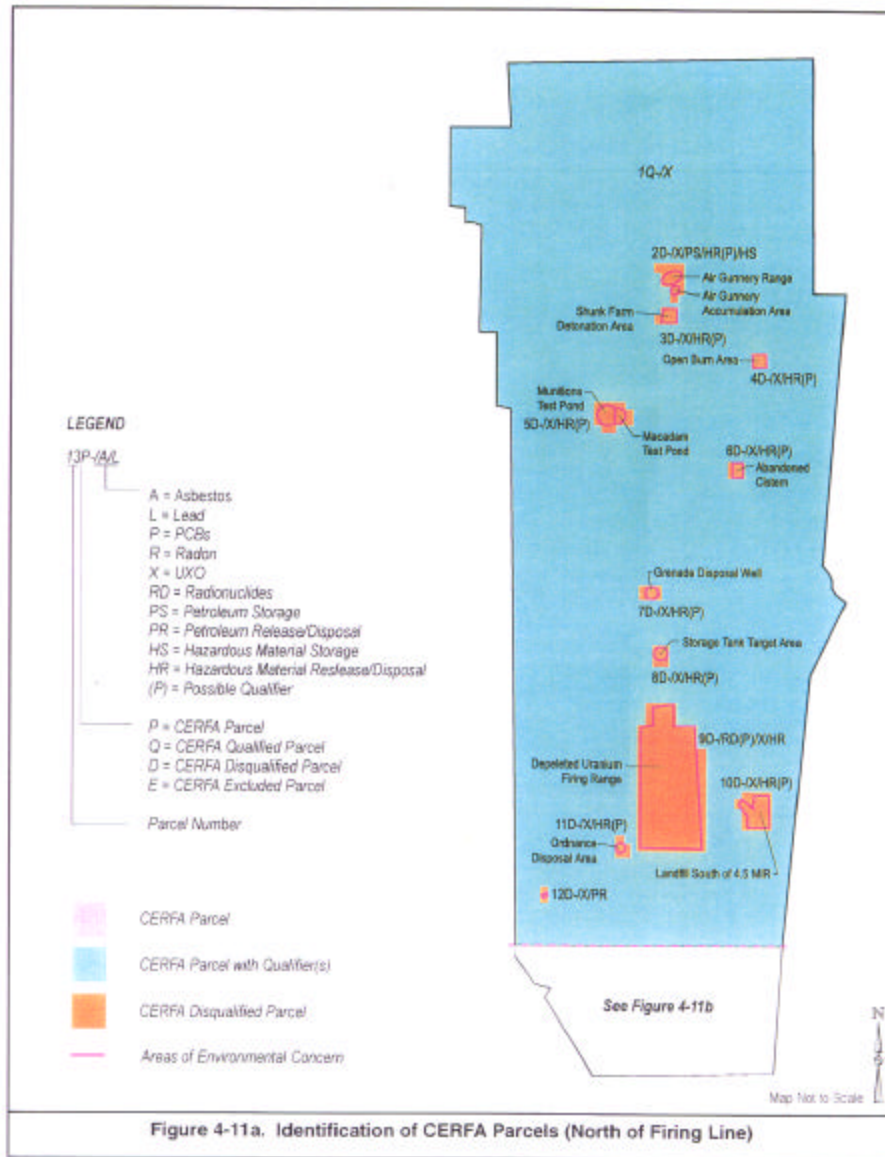 1Q-/X
2D-/X/PS/HR(P)/HS
Air Gunnery Range
Air Gunnery
Accumulation Area
Shunk Farm
Detonation Area
3D-/X/HR(P)
Open Burn Area
4D-/X/HR(P)
Munitions
Test Pond
5D-/X/HR(P)
Macadam
Test Pond
6D-/X/HR(P)
Abandoned
Cistern
Grenade Disposal Well
7D-/X/HR(P)
Storage Tank Target Area
8D-/X/HR(P)
9D-/RD(P)/X/HR
Depleted Uranium
Firing Range
10D-/X/HR(P)
11D-/X/HR(P)
Ordinance
Disposal Area
Landfill South of 4.5 MIR
12D-/X/PR
See Figure 4-11b
N
Map Not to Scale
LEGEND
13P-/A/L
A = Asbestos
L = Lead
P = PCBs
R = Radon
X = UXO
RD = Radionuclides
PS = Petroleum Storage
PR = Petroleum Release/Disposal
HS = Hazardous Material Storage
HR = Hazardous Material Reslease/Disposal
(P) = Possible Qualifier
P = CERFA Parcel
Q = CERFA Qualified Parcel
D = CERFA Disqualified Parcel
E = CERFA Excluded Parcel
Parcel Number
CERFA Parcel
CERFA Parcel with Qualifier(s)
CERFA Disqualified Parcel
Areas of Environmental Concern
Figure 4-11a. Identification of CERFA Parcels (North of Firing Line)